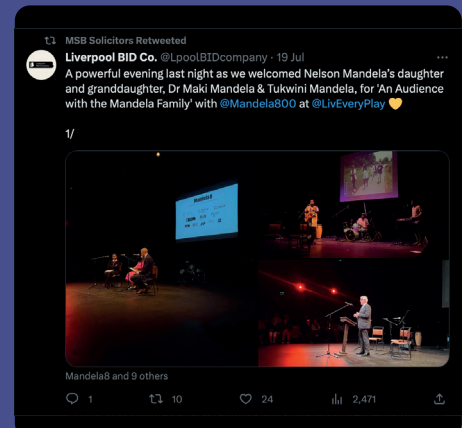 MSB Solicitors Retweeted
Liverpool BID Co. @LpoolBIDcompany · 19 Jul
A powerful evening last night as we welcomed Nelson Mandela's daughter
and granddaughter, Dr Maki Mandela & Tukwini Mandela, for 'An Audience
with the Mandela Family' with @Mandela800 at @LivEveryPlay 💛
1/
Mandela8
Mandela8 and 9 others
1 10 24 2,471